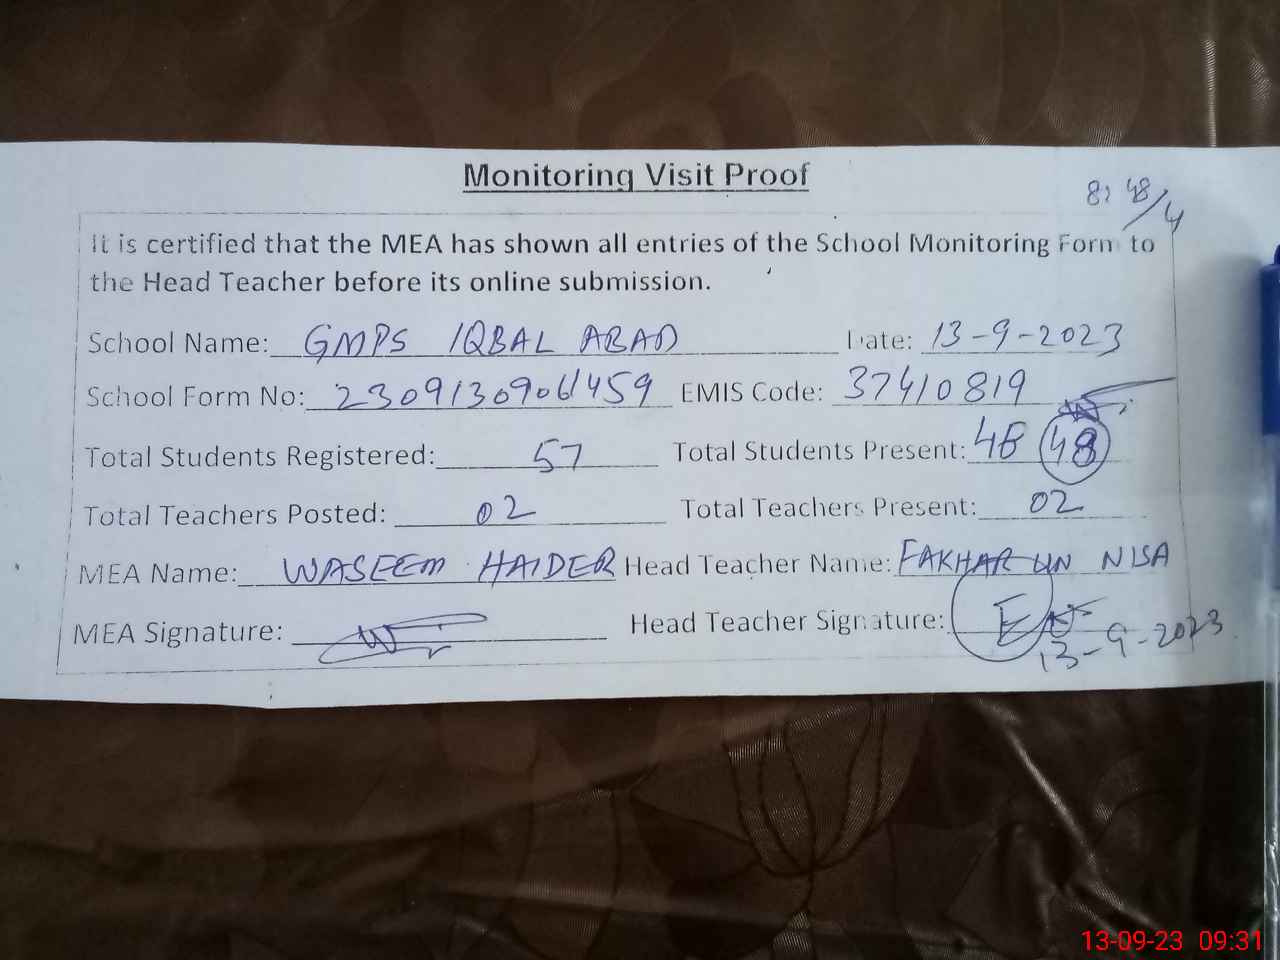 Monitoring Visit Proof
8:48/4
It is certified that the MEA has shown all entries of the School Monitoring Form to
the Head Teacher before its online submission.
School Name: GMPS IQBAL ABAD Date: 13-9-2023
School Form No: EMIS Code: 37410819
Total Students Registered: 57 Total Students Present: 48 48
Total Teachers Posted: 02 Total Teachers Present: 02
MEA Name: WASEEM HAIDER Head Teacher Name: FAKHAR UN NISA
MEA Signature: Head Teacher Signature:
13-9-2023
13-09-23 09:31